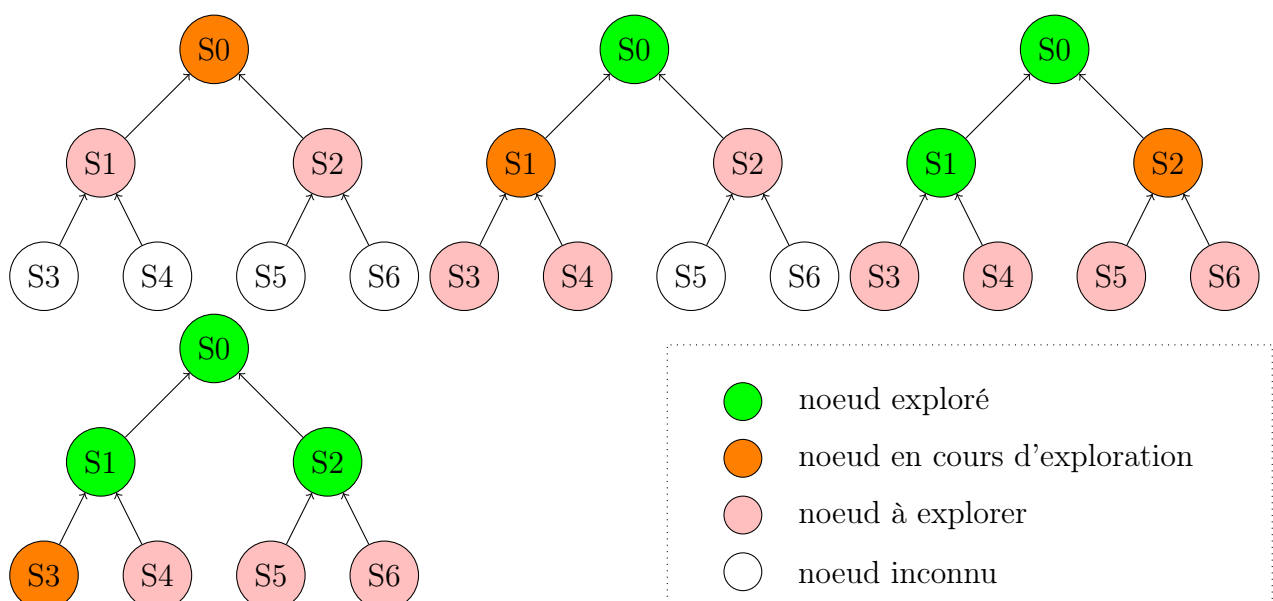 S0 S0 S0
S1 S2 S1 S2 S1 S2
S3 S4 S5 S6 S3 S4 S5 S6 S3 S4 S5 S6
S0
S1 S2
S3 S4 S5 S6
noeud exploré
noeud en cours d'exploration
noeud à explorer
noeud inconnu